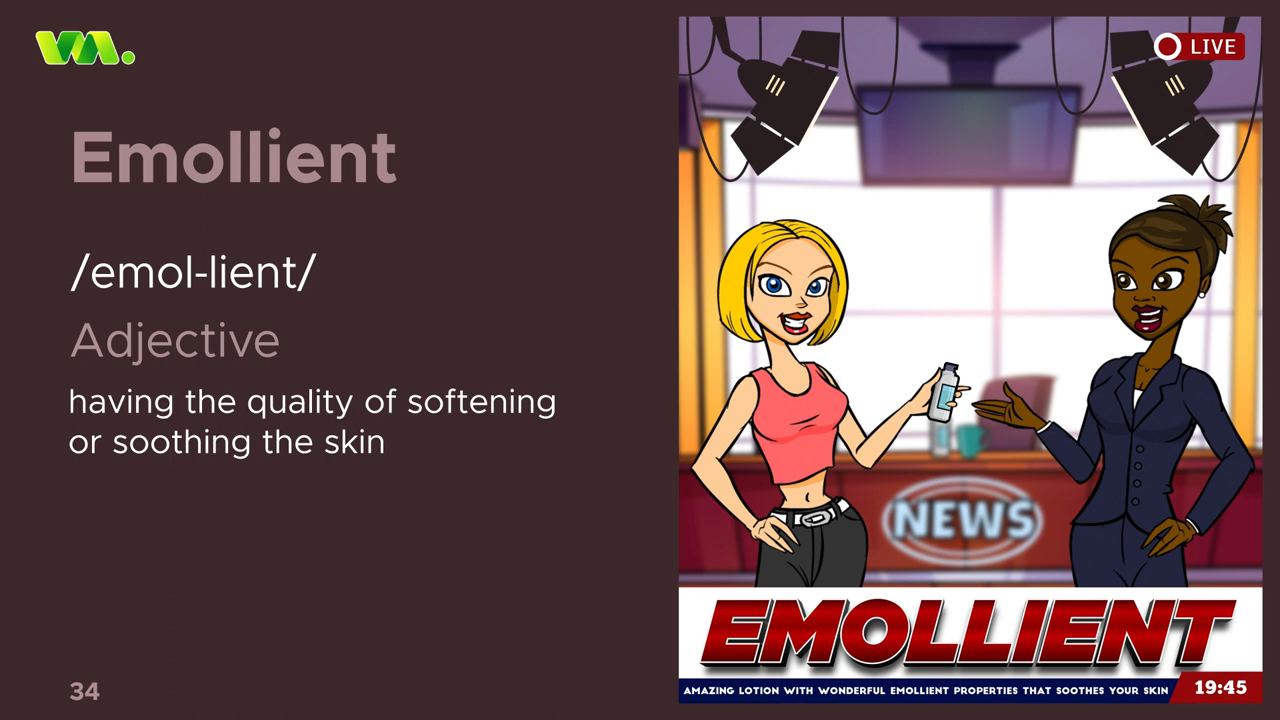 VA.
Emollient
/emol-lient/
Adjective
having the quality of softening
or soothing the skin
34
LIVE
NEWS
EMOLLIENT
AMAZING LOTION WITH WONDERFUL EMOLLIENT PROPERTIES THAT SOOTHES YOUR SKIN
19:45